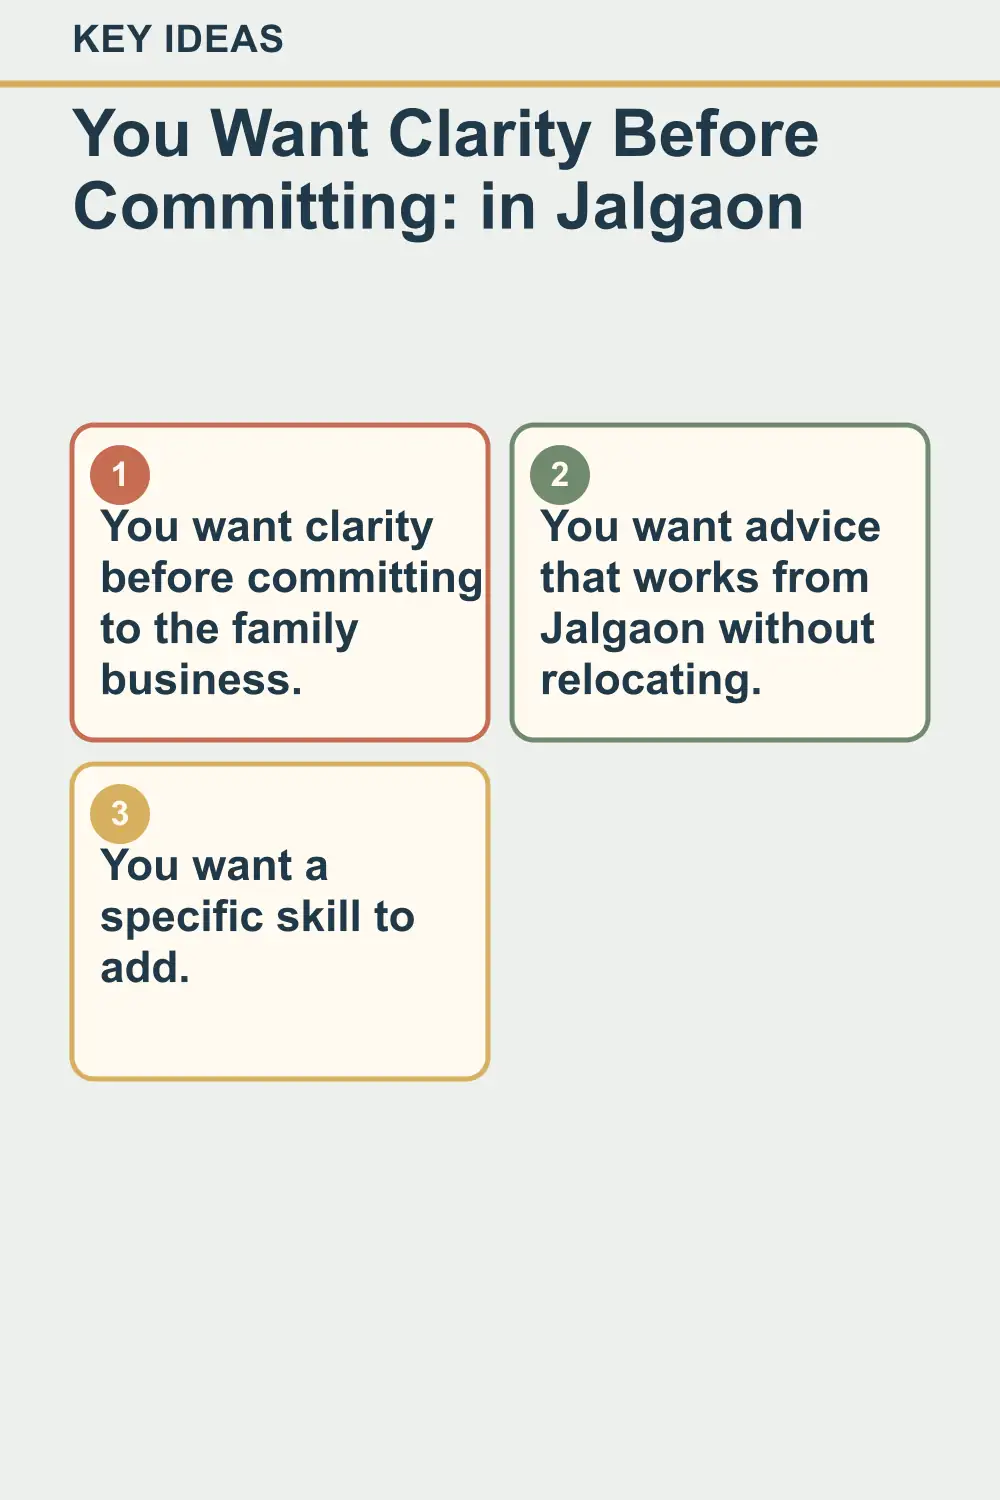 KEY IDEAS
You Want Clarity Before
Committing: in Jalgaon
1
You want clarity
before committing
to the family
business.
2
You want advice
that works from
Jalgaon without
relocating.
3
You want a
specific skill to
add.